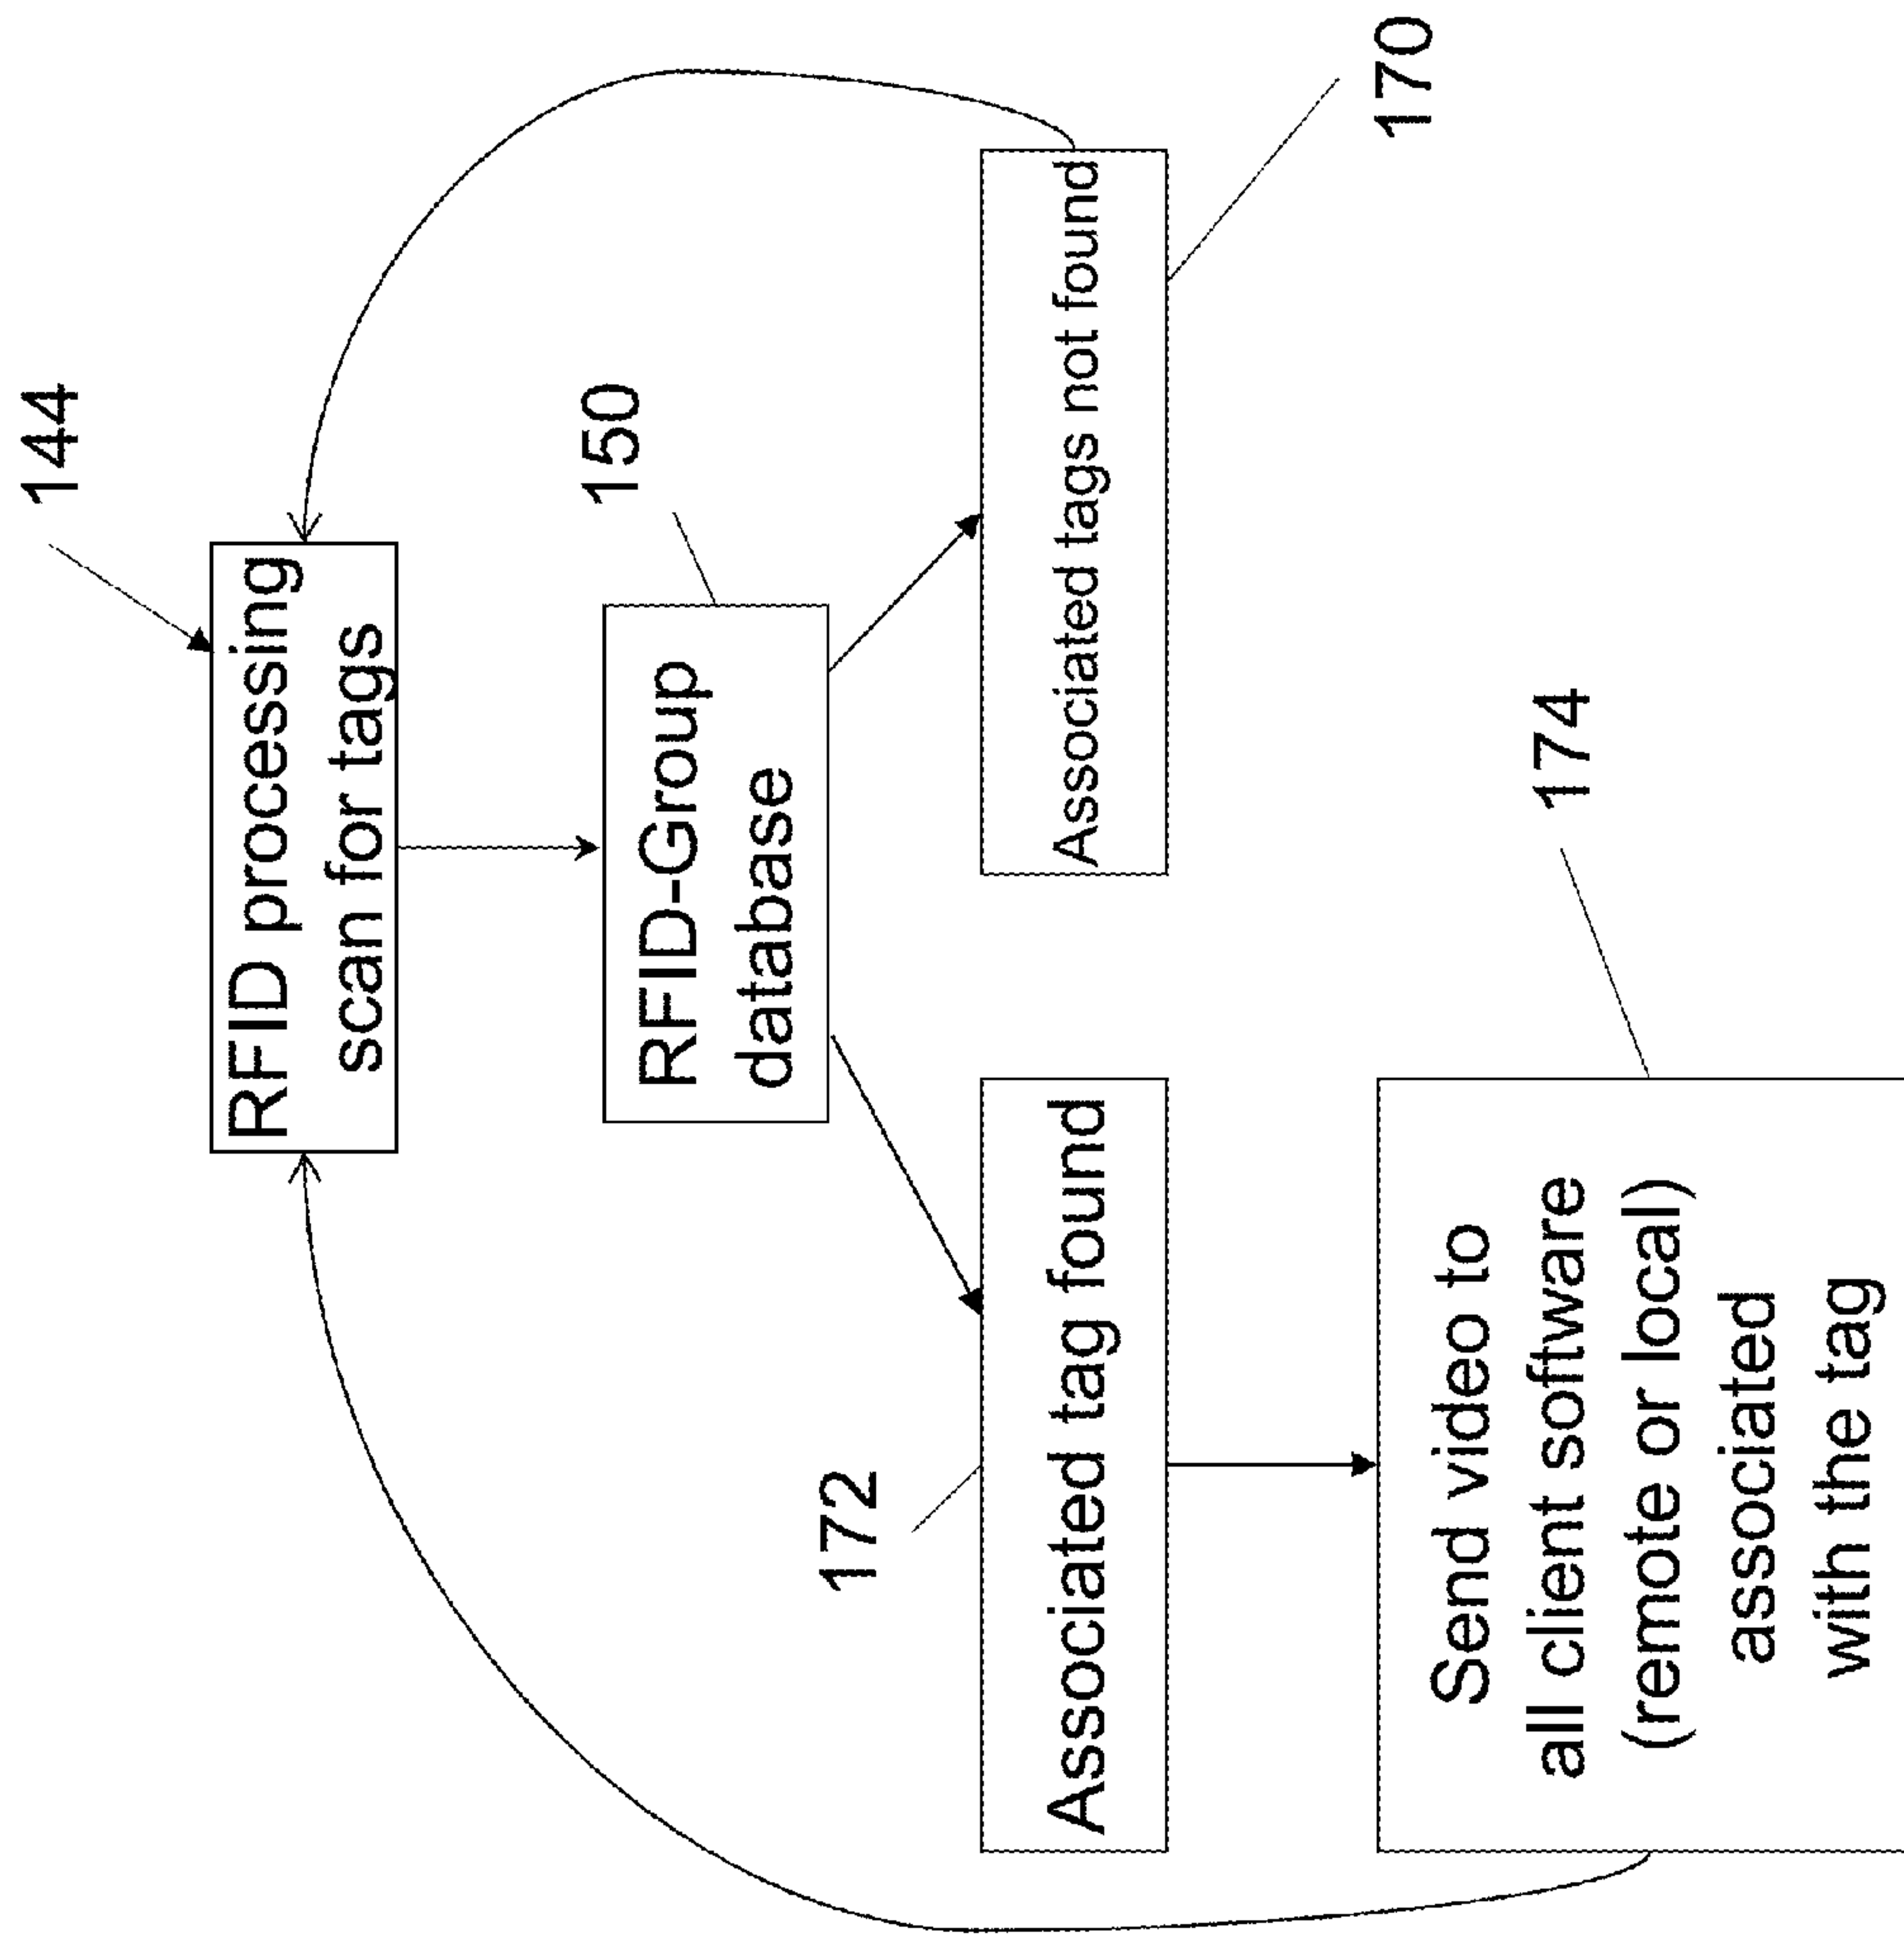 144
RFID processing
scan for tags
150
RFID-Group
database
172
Associated tag found
Associated tags not found
170
174
Send video to
all client software
(remote or local)
associated
with the tag